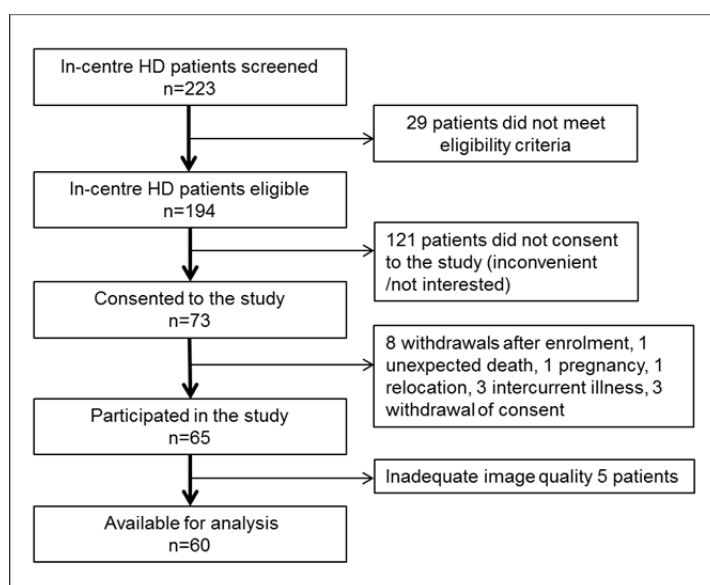 In-centre HD patients screened
n=223
29 patients did not meet
eligibility criteria
In-centre HD patients eligible
n=194
121 patients did not consent
to the study (inconvenient
/not interested)
Consented to the study
n=73
8 withdrawals after enrolment, 1
unexpected death, 1 pregnancy, 1
relocation, 3 intercurrent illness, 3
withdrawal of consent
Participated in the study
n=65
Inadequate image quality 5 patients
Available for analysis
n=60